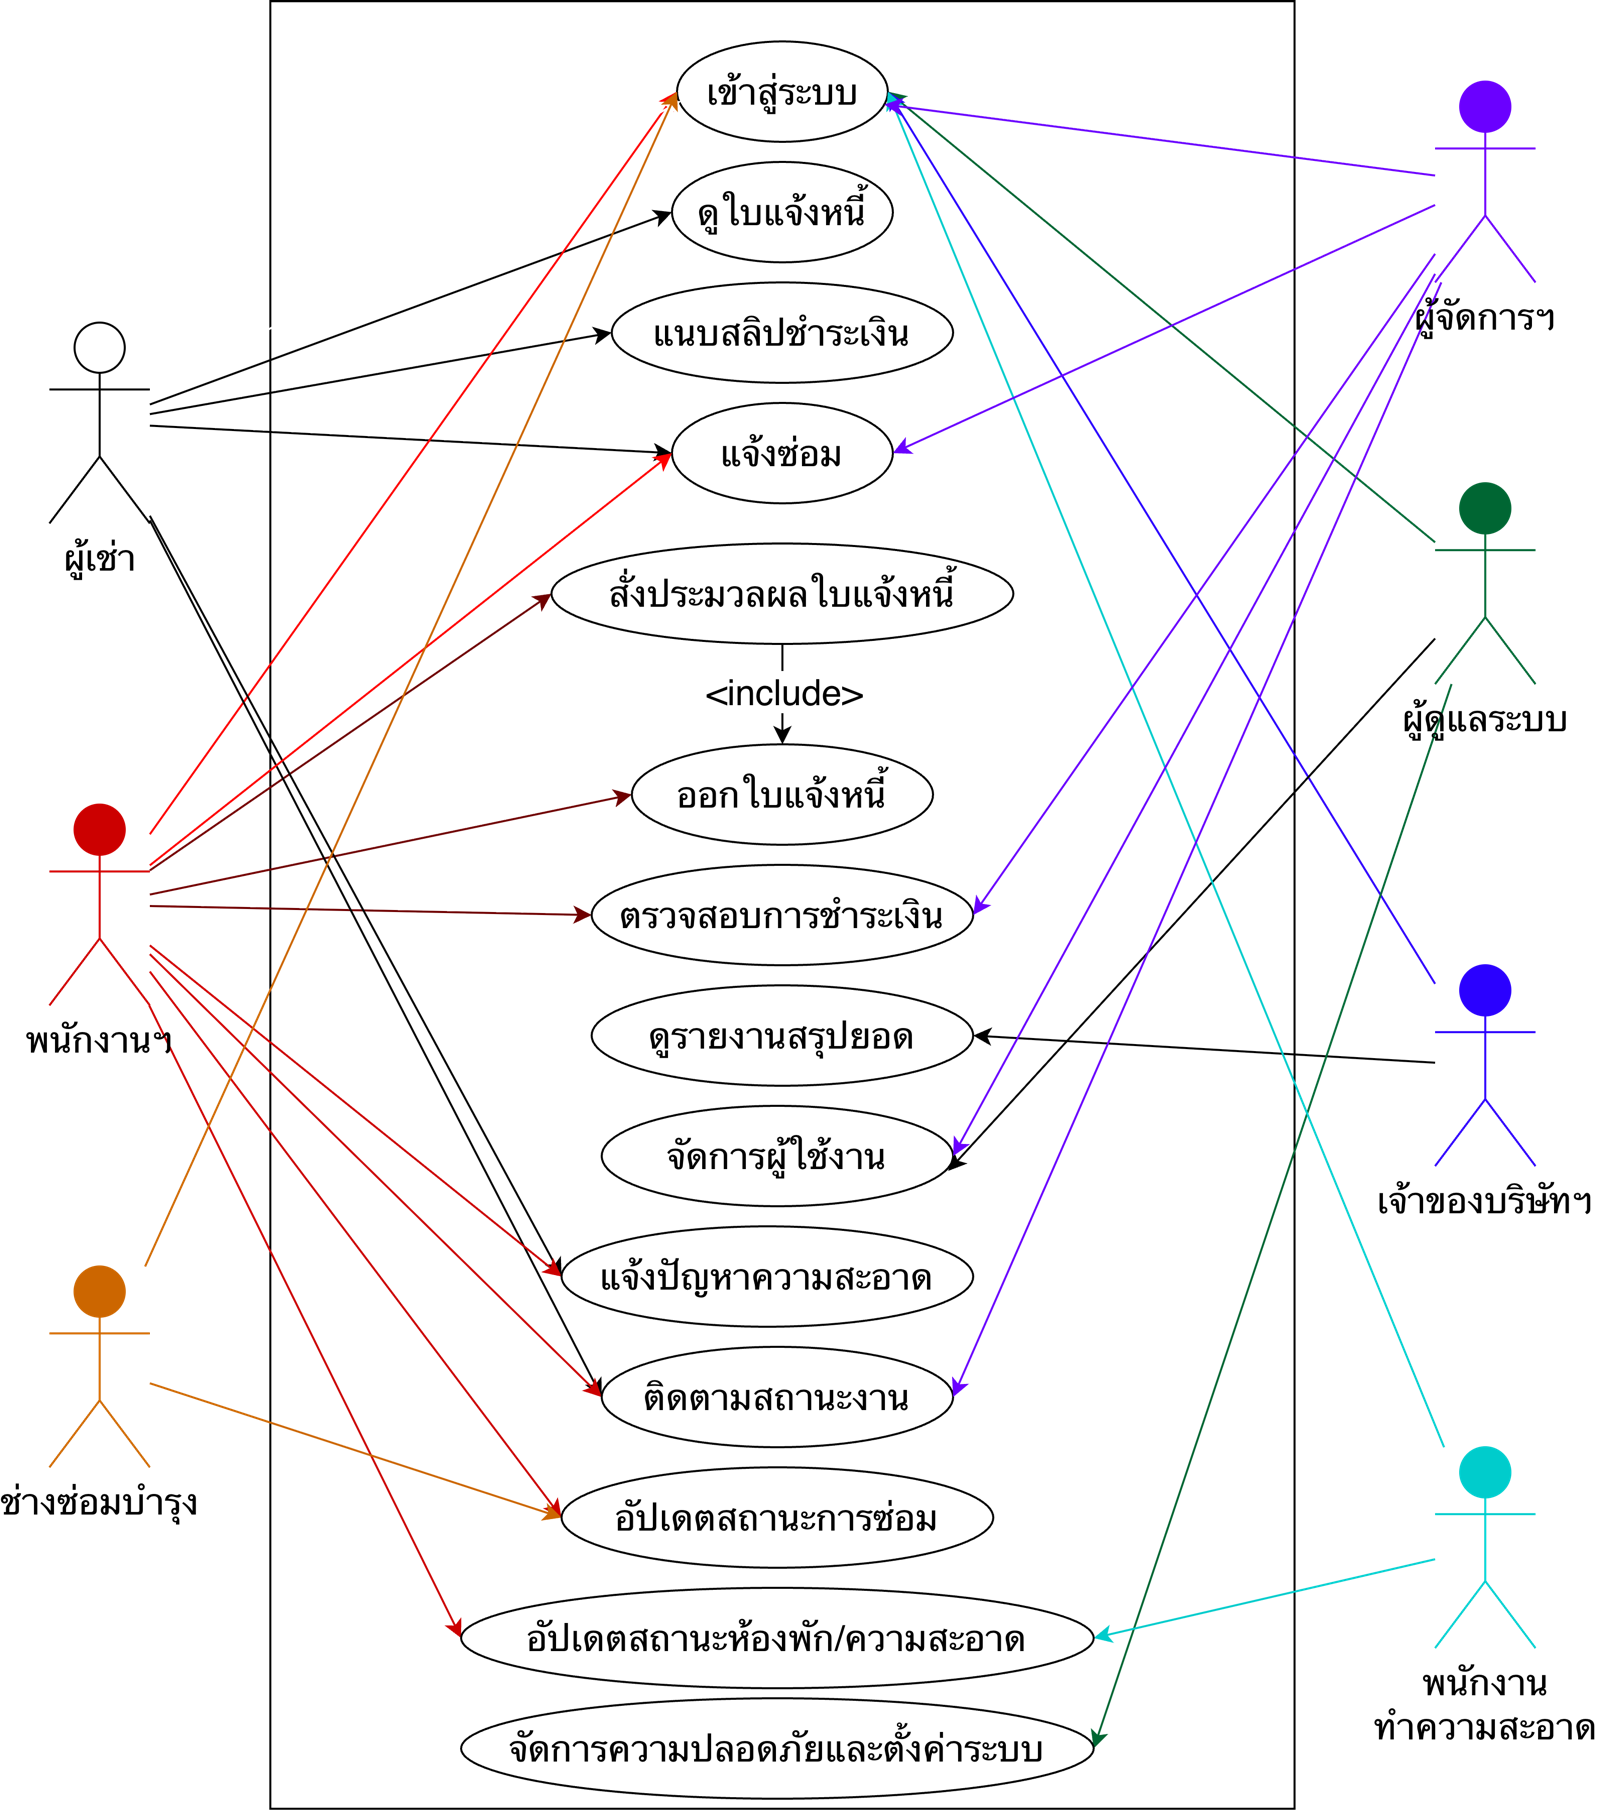 เข้าสู่ระบบ
ดูใบแจ้งหนี้
แนบสลิปชำระเงิน
แจ้งซ่อม
สั่งประมวลผลใบแจ้งหนี้
<include>
ออกใบแจ้งหนี้
ตรวจสอบการชำระเงิน
ดูรายงานสรุปยอด
จัดการผู้ใช้งาน
แจ้งปัญหาความสะอาด
ติดตามสถานะงาน
อัปเดตสถานะการซ่อม
อัปเดตสถานะห้องพัก/ความสะอาด
จัดการความปลอดภัยและตั้งค่าระบบ
ผู้เช่า
พนักงานฯ
ช่างซ่อมบำรุง
ผู้จัดการฯ
ผู้ดูแลระบบ
เจ้าของบริษัทฯ
พนักงาน
ทำความสะอาด